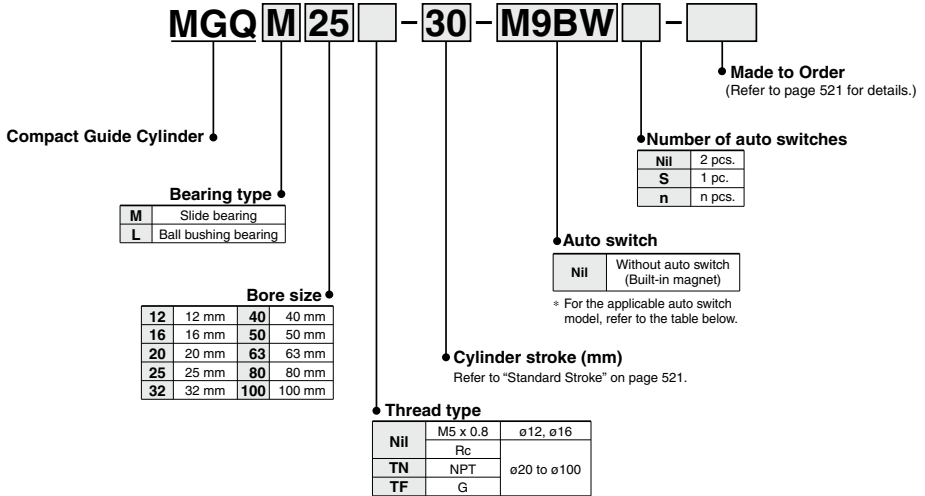 MGQ M 25 – 30 – M9BW –
Made to Order
(Refer to page 521 for details.)
Compact Guide Cylinder
Number of auto switches
Nil 2 pcs.
S 1 pc.
n n pcs.
Bearing type
M Slide bearing
L Ball bushing bearing
Auto switch
Nil Without auto switch
(Built-in magnet)
* For the applicable auto switch
model, refer to the table below.
Bore size
12 12 mm 40 40 mm
16 16 mm 50 50 mm
20 20 mm 63 63 mm
25 25 mm 80 80 mm
32 32 mm 100 100 mm
Cylinder stroke (mm)
Refer to “Standard Stroke” on page 521.
Thread type
Nil M5 x 0.8 ø12, ø16
Rc
TN NPT ø20 to ø100
TF G